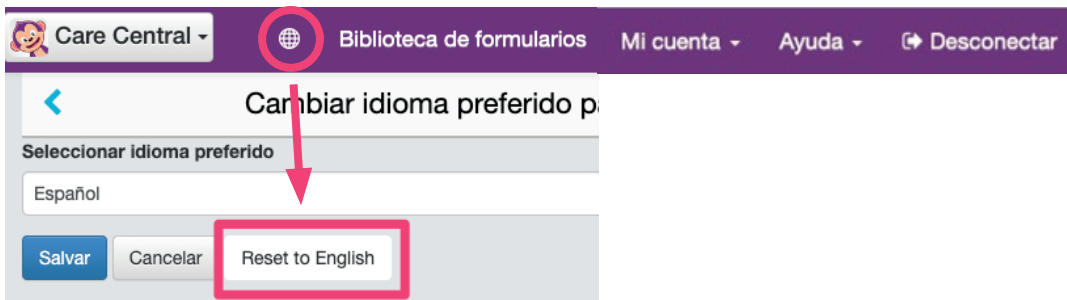 Care Central Biblioteca de formularios Mi cuenta Ayuda Desconectar
Cambiar idioma preferido
Seleccionar idioma preferido
Español
Salvar Cancelar Reset to English